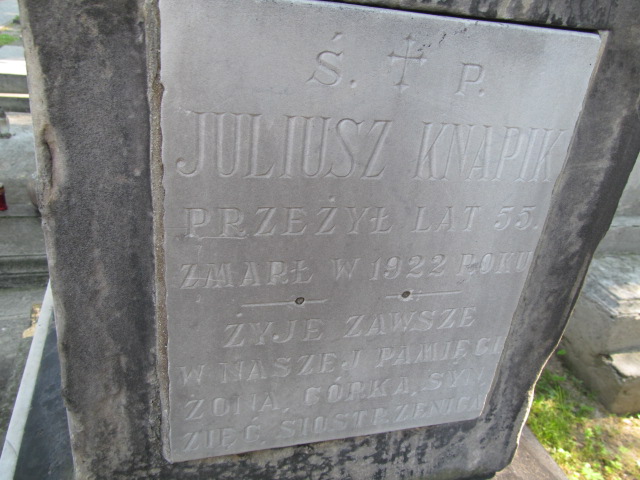 Ś. † P.
JULIUSZ KNAPIK
PRZEŻYŁ LAT 55.
ZMARŁ W 1922 ROKU
ŻYJE ZAWSZE
W NASZEJ PAMIĘCI
ŻONA, CÓRKA, SYN,
ZIĘĆ SIOSTRZENICA